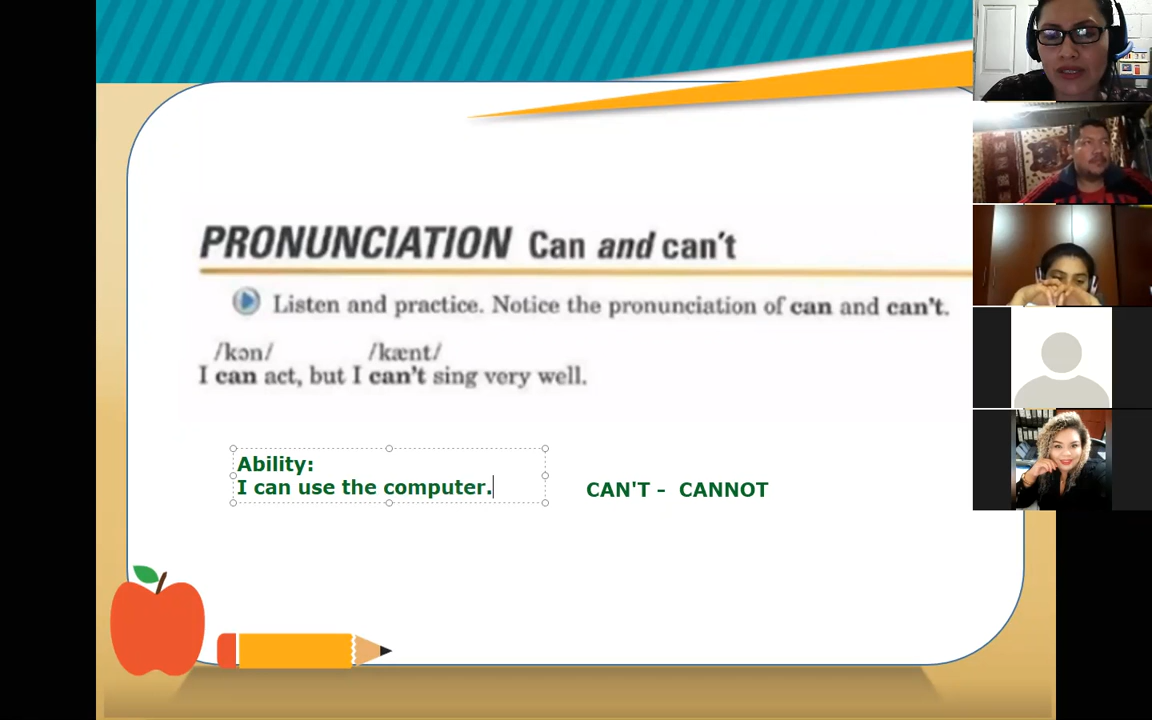 PRONUNCIATION Can and can't
Listen and practice. Notice the pronunciation of can and can't.
/kən/ /kænt/
I can act, but I can't sing very well.
Ability:
I can use the computer.
CAN'T - CANNOT